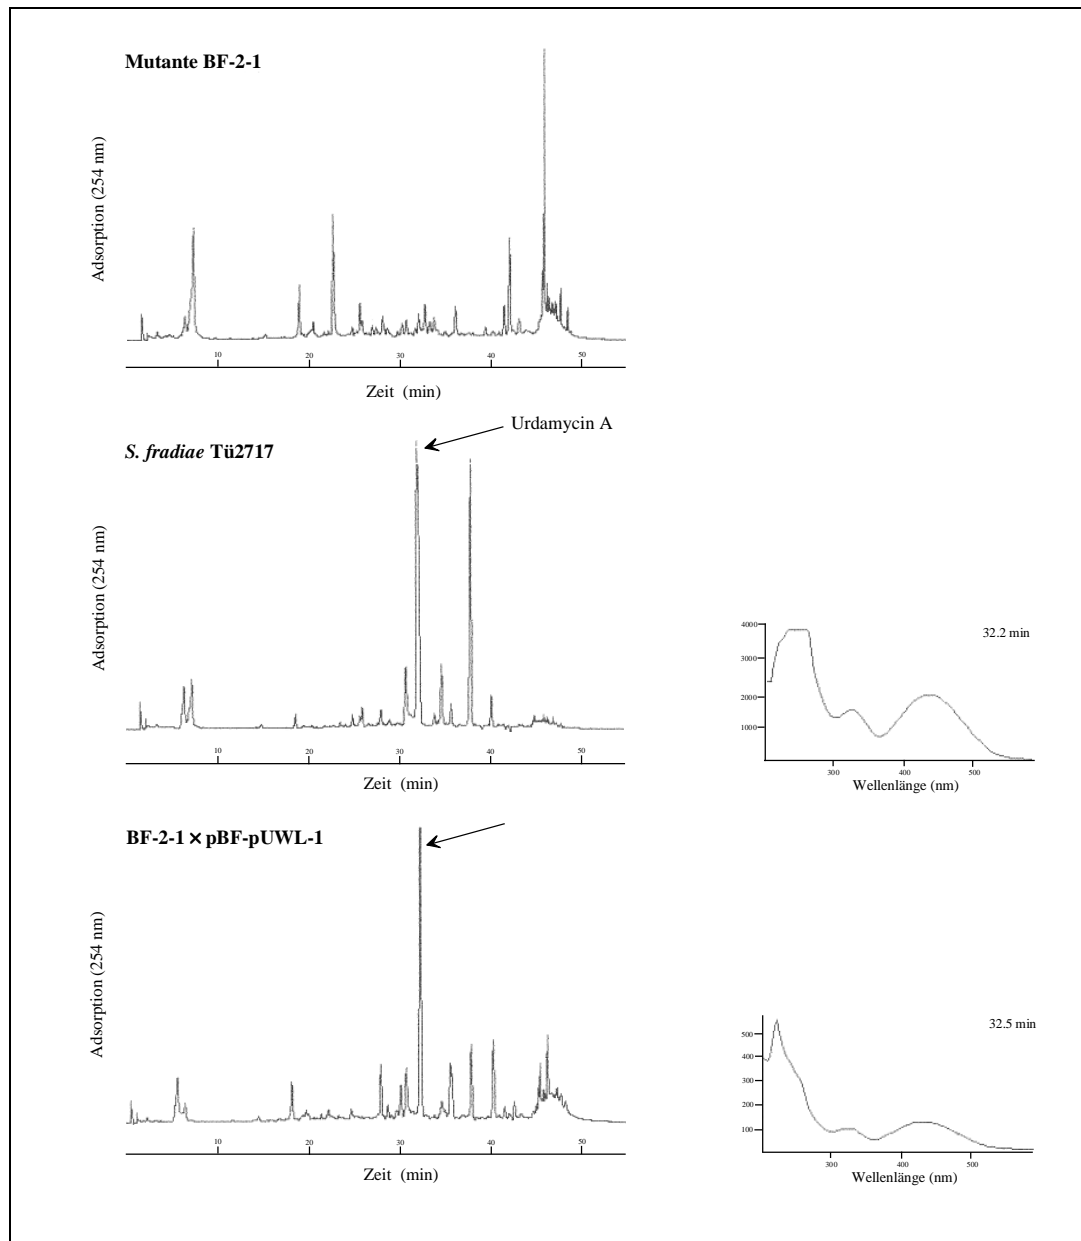 Mutante BF-2-1
Adsorption (254 nm)
10 20 30 40 50
Zeit (min)
Urdamycin A
S. fradiae Tü2717
Adsorption (254 nm)
10 20 30 40 50
Zeit (min)
32.2 min
4000
3000
2000
1000
300 400 500
Wellenlänge (nm)
BF-2-1 × pBF-pUWL-1
Adsorption (254 nm)
10 20 30 40 50
Zeit (min)
32.5 min
500
400
300
200
100
300 400 500
Wellenlänge (nm)